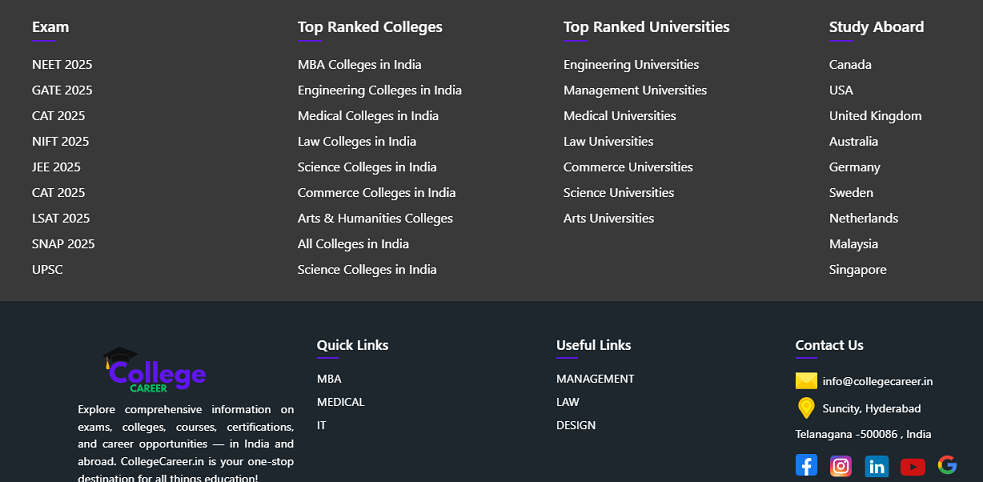 Exam
NEET 2025
GATE 2025
CAT 2025
NIFT 2025
JEE 2025
CAT 2025
LSAT 2025
SNAP 2025
UPSC
Top Ranked Colleges
MBA Colleges in India
Engineering Colleges in India
Medical Colleges in India
Law Colleges in India
Science Colleges in India
Commerce Colleges in India
Arts & Humanities Colleges
All Colleges in India
Science Colleges in India
Top Ranked Universities
Engineering Universities
Management Universities
Medical Universities
Law Universities
Commerce Universities
Science Universities
Arts Universities
Study Aboard
Canada
USA
United Kingdom
Australia
Germany
Sweden
Netherlands
Malaysia
Singapore
College
CAREER
Explore comprehensive information on
exams, colleges, courses, certifications,
and career opportunities — in India and
abroad. CollegeCareer.in is your one-stop
destination for all things education!
Quick Links
MBA
MEDICAL
IT
Useful Links
MANAGEMENT
LAW
DESIGN
Contact Us
info@collegecareer.in
Suncity, Hyderabad
Telanagana -500086 , India